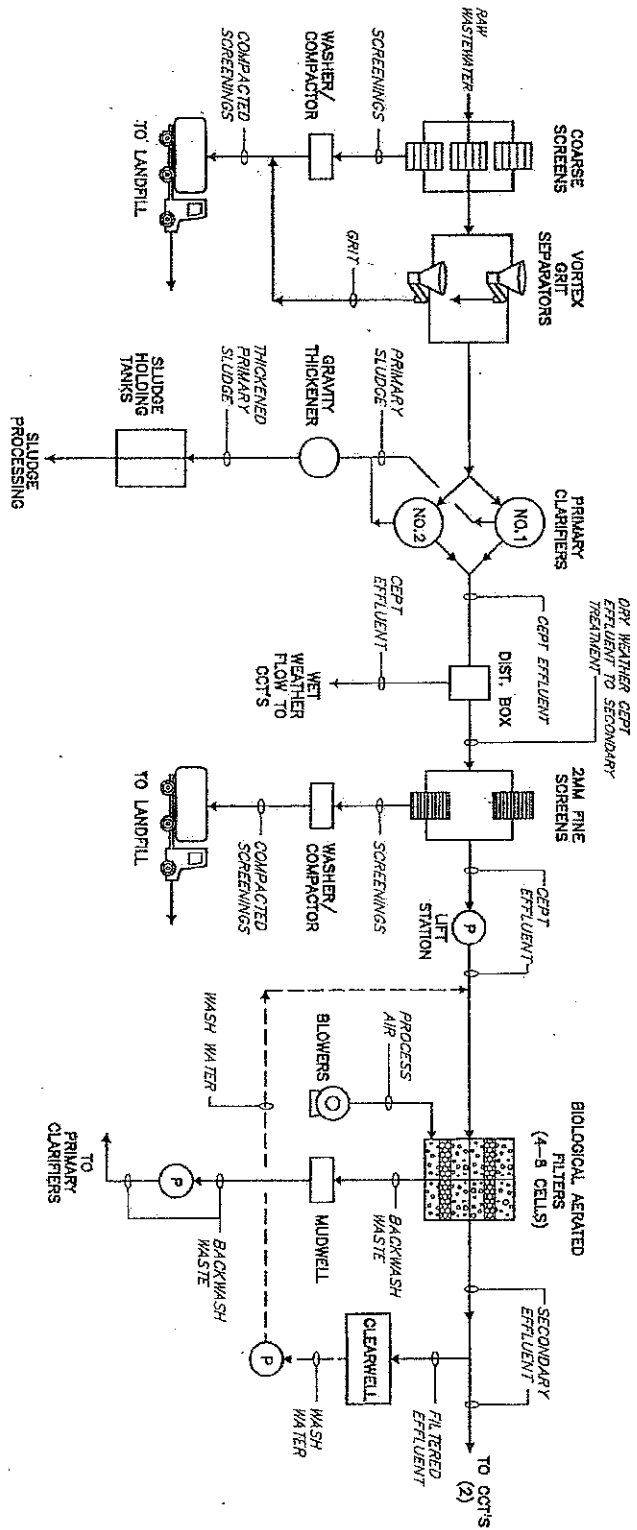 RAW
WASTEWATER
COARSE
SCREENS
SCREENINGS
WASHER/
COMPACTOR
COMPACTED
SCREENINGS
TO LANDFILL
VORTEX
GRIT
SEPARATORS
GRIT
PRIMARY
CLARIFIERS
NO.1
NO.2
PRIMARY
SLUDGE
GRAVITY
THICKENER
THICKENED
PRIMARY
SLUDGE
SLUDGE
HOLDING
TANKS
SLUDGE
PROCESSING
CEPT EFFLUENT
DIST. BOX
CEPT
EFFLUENT
WET
WEATHER
FLOW TO
CCT'S
DRY WEATHER CEPT
EFFLUENT TO SECONDARY
TREATMENT
2MM FINE
SCREENS
SCREENINGS
WASHER/
COMPACTOR
COMPACTED
SCREENINGS
TO LANDFILL
CEPT
EFFLUENT
P
LIFT
STATION
BIOLOGICAL AERATED
FILTERS
(4-8 CELLS)
PROCESS
AIR
BLOWERS
WASH WATER
BACKWASH
WASTE
MUDWELL
P
BACKWASH
WASTE
TO
PRIMARY
CLARIFIERS
SECONDARY
EFFLUENT
FILTERED
EFFLUENT
CLEARWELL
WASH
WATER
P
TO CCT'S
(2)